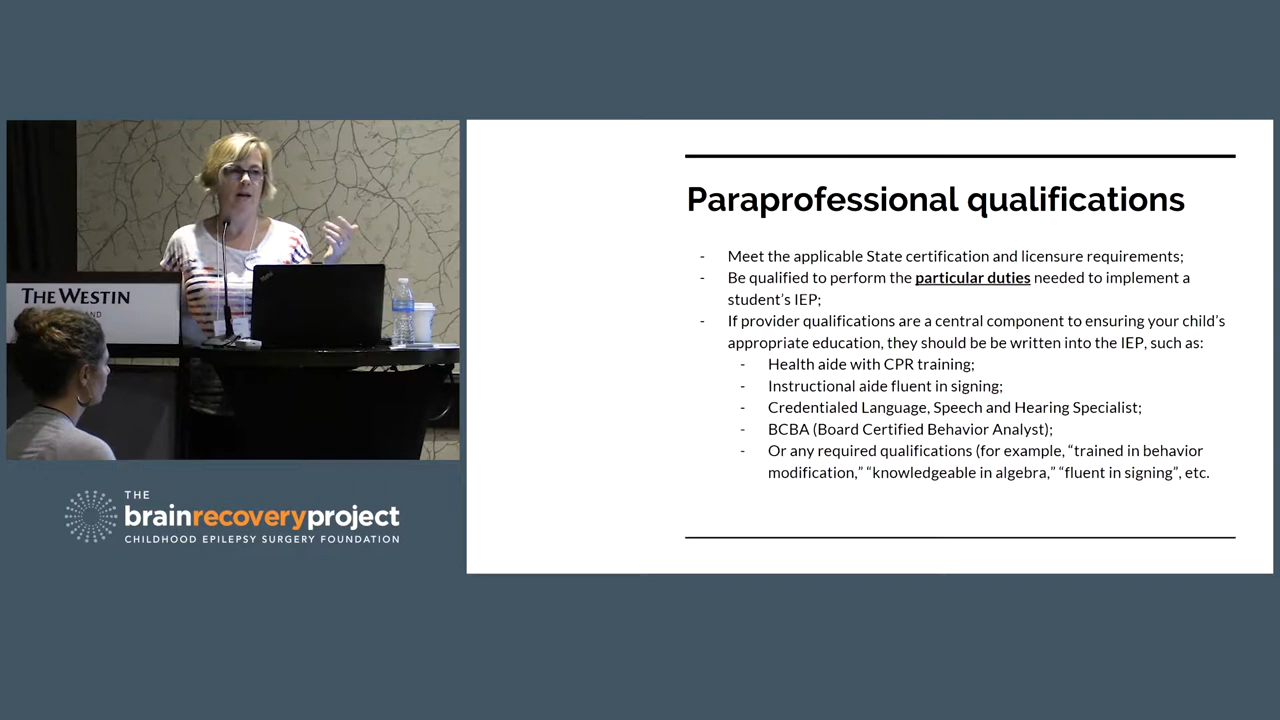 THE WESTIN
AND
THE
brainrecoveryproject
CHILDHOOD EPILEPSY SURGERY FOUNDATION
Paraprofessional qualifications
- Meet the applicable State certification and licensure requirements;
- Be qualified to perform the particular duties needed to implement a
student’s IEP;
- If provider qualifications are a central component to ensuring your child’s
appropriate education, they should be be written into the IEP, such as:
- Health aide with CPR training;
- Instructional aide fluent in signing;
- Credentialed Language, Speech and Hearing Specialist;
- BCBA (Board Certified Behavior Analyst);
- Or any required qualifications (for example, “trained in behavior
modification,” “knowledgeable in algebra,” “fluent in signing”, etc.